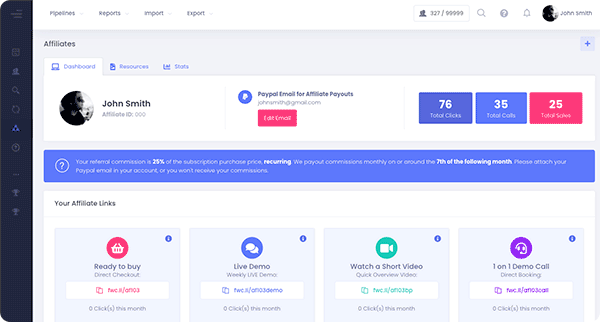 Pipelines Reports Import Export 327 / 99999 John Smith
Affiliates
Dashboard Resources Stats
John Smith
Affiliate ID: 000
Paypal Email for Affiliate Payouts
johnsmith@gmail.com
Edit Email
76 35 25
Total Clicks Total Calls Total Sales
Your referral commission is 25% of the subscription purchase price, recurring. We payout commissions monthly on or around the 7th of the following month. Please attach your
Paypal email in your account, or you won't receive your commissions.
Your Affiliate Links
Ready to buy
Direct Checkout:
fwc.li/af103
0 Click(s) this month
Live Demo
Weekly LIVE Demo:
fwc.li/af103demo
0 Click(s) this month
Watch a Short Video
Quick Overview Video:
fwc.li/af103bp
0 Click(s) this month
1 on 1 Demo Call
Direct Booking
fwc.li/af103call
0 Click(s) this month